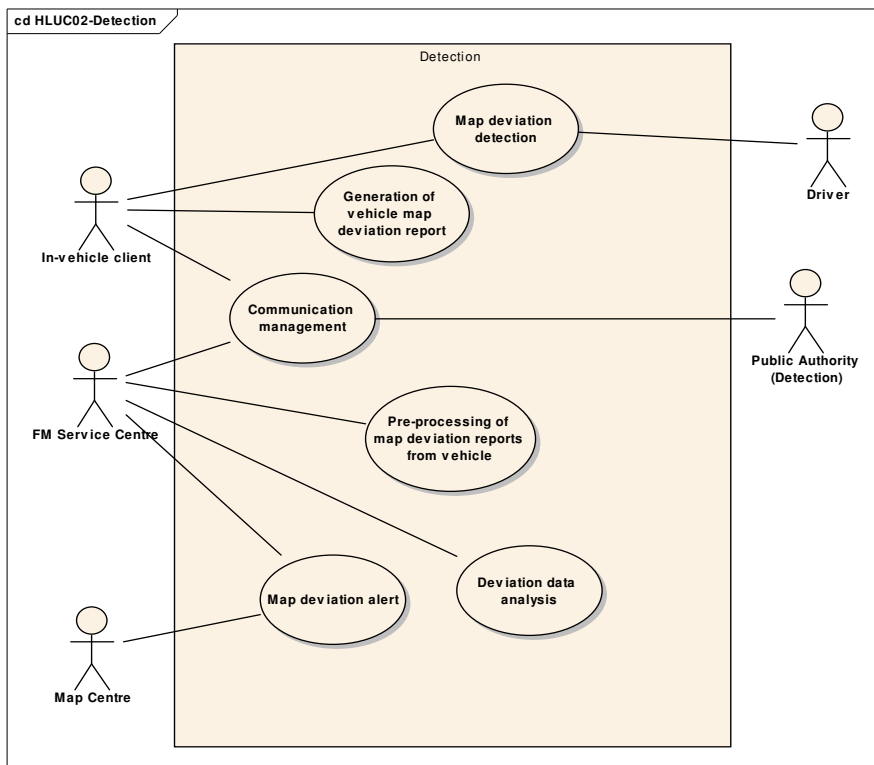 cd HLUC02-Detection
Detection
Map deviation
detection
Driver
Generation of
vehicle map
deviation report
In-vehicle client
Communication
management
Public Authority
(Detection)
FM Service Centre
Pre-processing of
map deviation reports
from vehicle
Map deviation alert
Deviation data
analysis
Map Centre